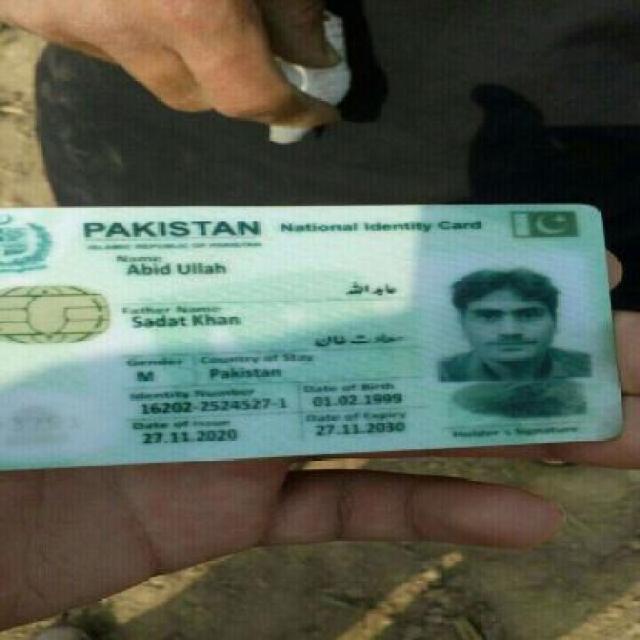 PAKISTAN National Identity Card
ISLAMIC REPUBLIC OF PAKISTAN
Name
Abid Ullah
عابد اللہ
Father Name
Sadat Khan
سعادت خان
Gender Country of Stay
M Pakistan
Identity Number Date of Birth
16202-2524527-1 01.02.1999
Date of Issue Date of Expiry
27.11.2020 27.11.2030
Holder's Signature